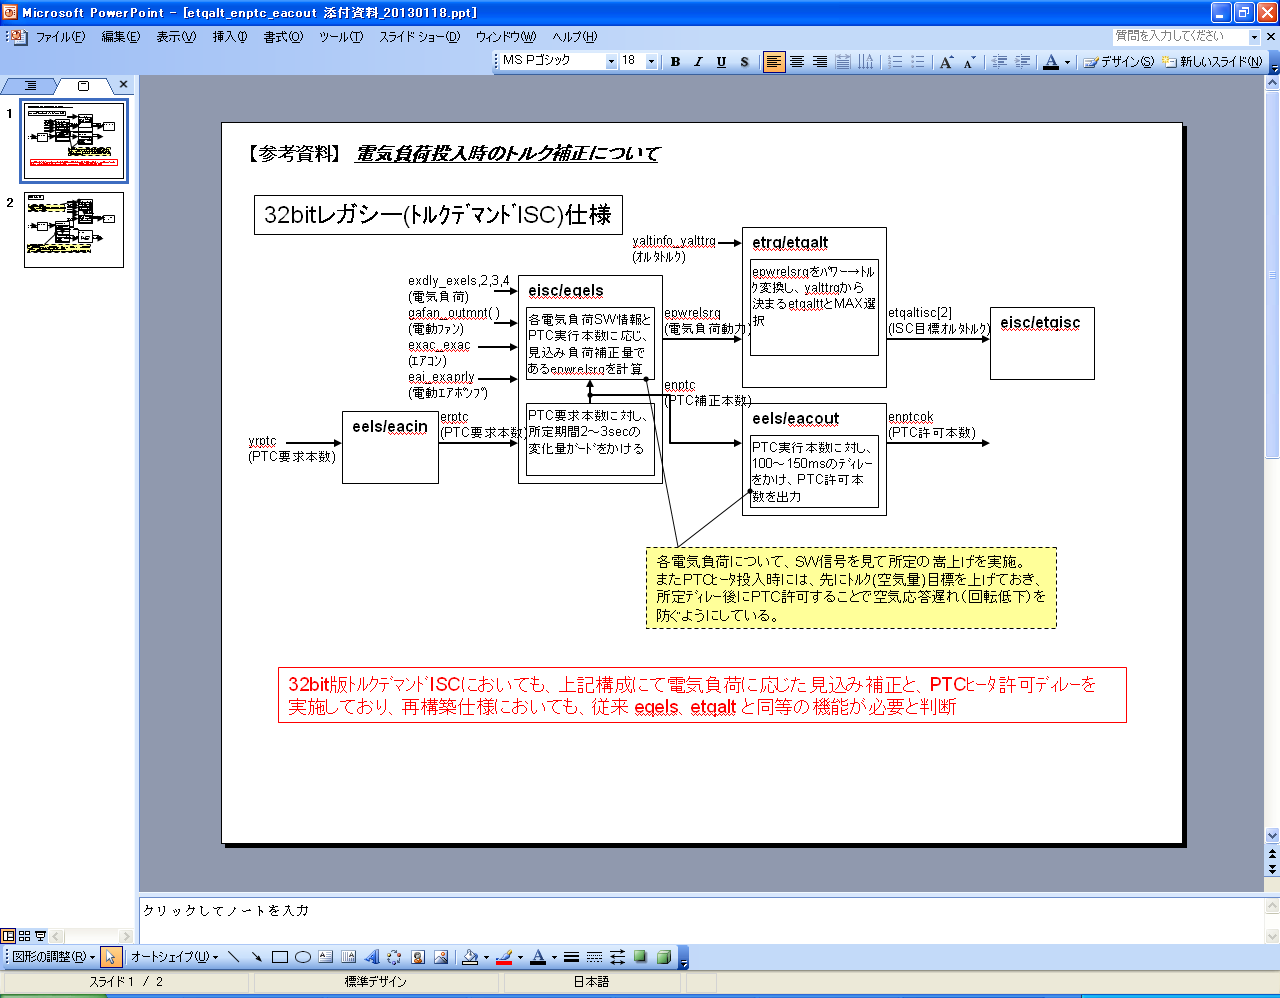 Microsoft PowerPoint - [etqalt_enptc_eacout 添付資料_20130118.ppt]
ファイル(F) 編集(E) 表示(V) 挿入(I) 書式(O) ツール(T) スライド ショー(D) ウィンドウ(W) ヘルプ(H) 質問を入力してください
MS Pゴシック 18 B I U S A A A デザイン(S) 新しいスライド(N)
1
2
【参考資料】 電気負荷投入時のトルク補正について
32bitレガシー(ﾄﾙｸﾃﾞﾏﾝﾄﾞISC)仕様
yaltinfo_yalttrq
(ｵﾙﾀﾄﾙｸ)
etrq/etqalt
epwrelsrqをﾊﾟﾜｰ→ﾄﾙ
ｸ変換し、yalttrqから
決まるetqalttとMAX選
択
exdly_exels,2,3,4
(電気負荷)
qafan_outmnt( )
(電動ﾌｧﾝ)
exac_exac
(ｴｱｺﾝ)
eai_exaprly
(電動ｴｱﾎﾟﾝﾌﾟ)
eisc/eqels
各電気負荷SW情報と
PTC実行本数に応じ、
見込み負荷補正量で
あるepwrelsrqを計算
epwrelsrq
(電気負荷動力)
etqaltisc[2]
(ISC目標ｵﾙﾀﾄﾙｸ)
eisc/etqisc
enptc
(PTC補正本数)
PTC要求本数に対し、
所定期間2～3secの
変化量ｶﾞｰﾄﾞをかける
yrptc
(PTC要求本数)
eels/eacin
erptc
(PTC要求本数)
eels/eacout
PTC実行本数に対し、
100～150msのﾃﾞｨﾚｰ
をかけ、PTC許可本
数を出力
enptcok
(PTC許可本数)
各電気負荷について、SW信号を見て所定の嵩上げを実施。
またPTCﾋｰﾀ投入時には、先にﾄﾙｸ(空気量)目標を上げておき、
所定ﾃﾞｨﾚｰ後にPTC許可することで空気応答遅れ(回転低下)を
防ぐようにしている。
32bit版ﾄﾙｸﾃﾞﾏﾝﾄﾞISCにおいても、上記構成にて電気負荷に応じた見込み補正と、PTCﾋｰﾀ許可ﾃﾞｨﾚｰを
実施しており、再構築仕様においても、従来 eqels、etqalt と同等の機能が必要と判断
クリックしてノートを入力
図形の調整(R) オートシェイプ(U) A
スライド 1 / 2 標準デザイン 日本語